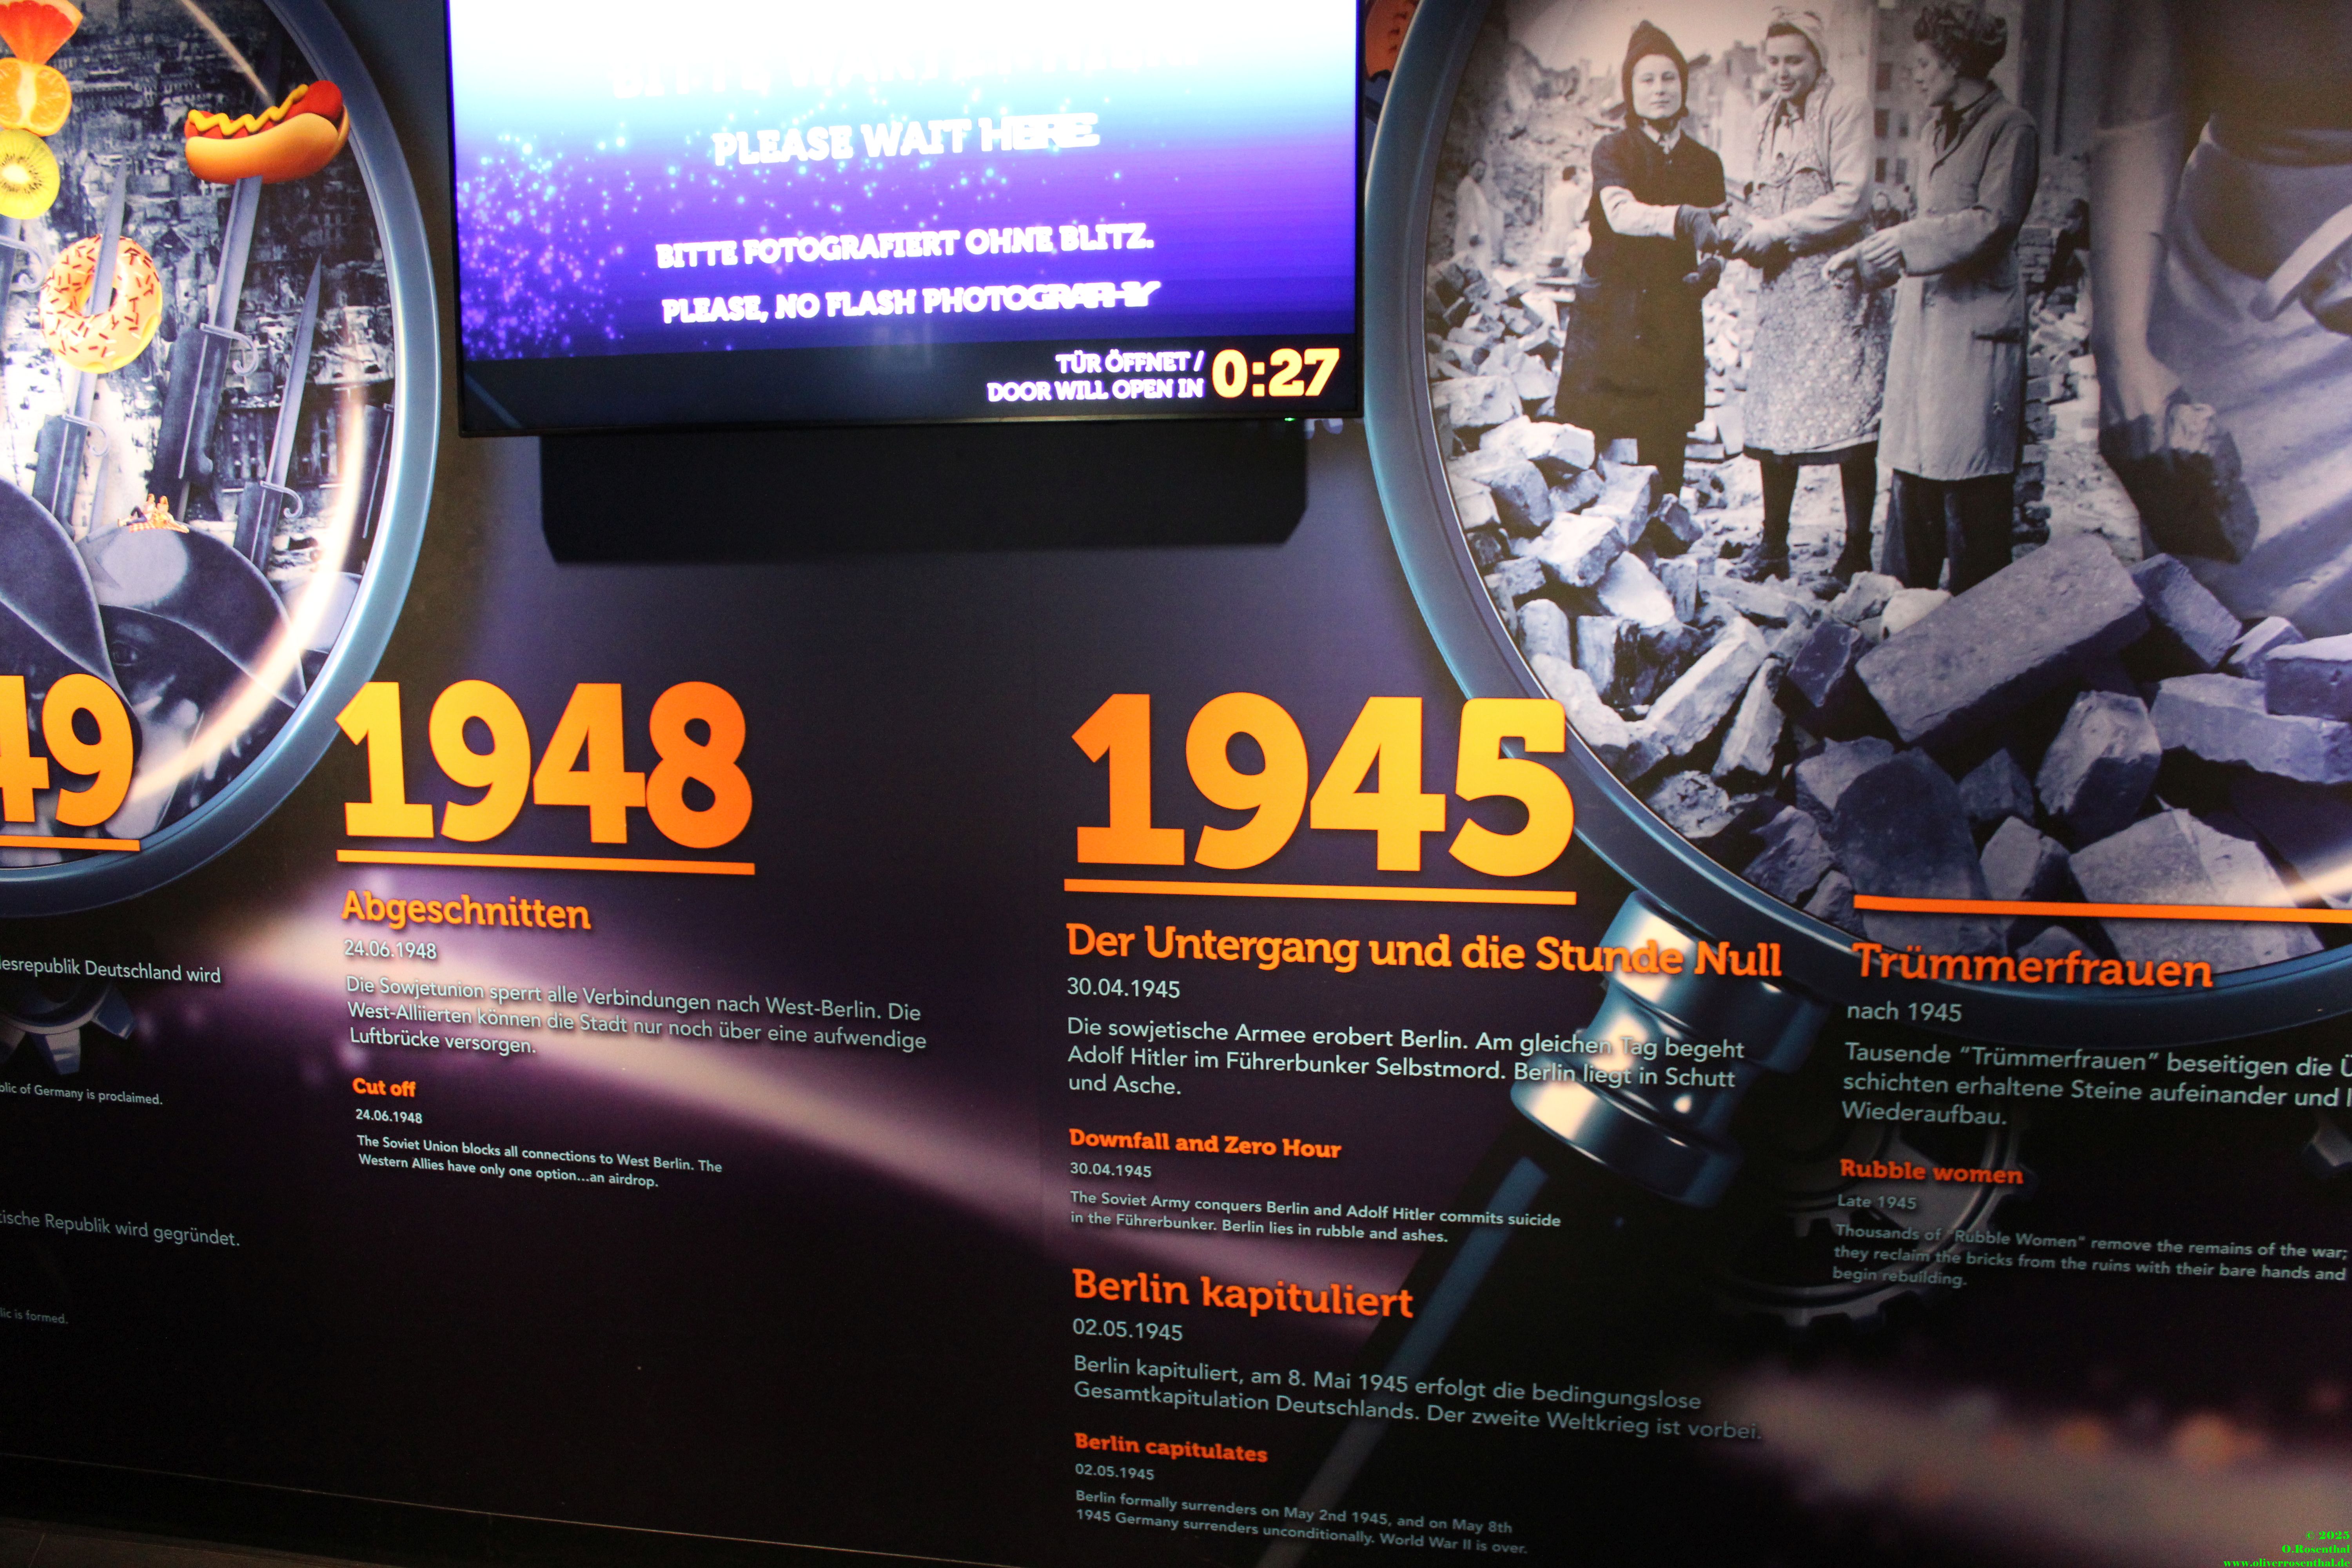 BITTE WARTEN
PLEASE WAIT HERE
BITTE FOTOGRAFIERT OHNE BLITZ.
PLEASE, NO FLASH PHOTOGRAPHY
TÜR ÖFFNET /
DOOR WILL OPEN IN
0:27
49
esrepublik Deutschland wird
blic of Germany is proclaimed.
tische Republik wird gegründet.
lic is formed.
1948
Abgeschnitten
24.06.1948
Die Sowjetunion sperrt alle Verbindungen nach West-Berlin. Die
West-Alliierten können die Stadt nur noch über eine aufwendige
Luftbrücke versorgen.
Cut off
24.06.1948
The Soviet Union blocks all connections to West Berlin. The
Western Allies have only one option...an airdrop.
1945
Der Untergang und die Stunde Null
30.04.1945
Die sowjetische Armee erobert Berlin. Am gleichen Tag begeht
Adolf Hitler im Führerbunker Selbstmord. Berlin liegt in Schutt
und Asche.
Downfall and Zero Hour
30.04.1945
The Soviet Army conquers Berlin and Adolf Hitler commits suicide
in the Führerbunker. Berlin lies in rubble and ashes.
Berlin kapituliert
02.05.1945
Berlin kapituliert, am 8. Mai 1945 erfolgt die bedingungslose
Gesamtkapitulation Deutschlands. Der zweite Weltkrieg ist vorbei.
Berlin capitulates
02.05.1945
Berlin formally surrenders on May 2nd 1945, and on May 8th
1945 Germany surrenders unconditionally. World War II is over.
Trümmerfrauen
nach 1945
Tausende “Trümmerfrauen” beseitigen die Ü
schichten erhaltene Steine aufeinander und
Wiederaufbau.
Rubble women
Late 1945
Thousands of "Rubble Women" remove the remains of the war;
they reclaim the bricks from the ruins with their bare hands and
begin rebuilding.
© 2025
O.Rosenthal
www.oliverrosenthal.de